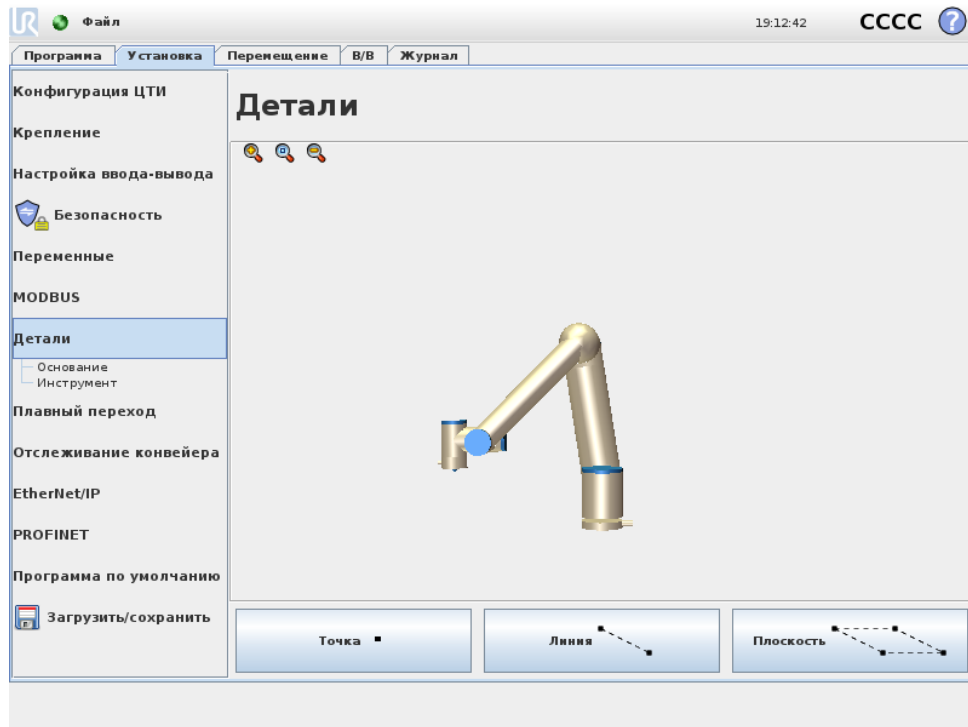 UR
Файл
19:12:42
CCCC
?
Программа
Установка
Перемещение
В/В
Журнал
Конфигурация ЦТИ
Крепление
Настройка ввода-вывода
Безопасность
Переменные
MODBUS
Детали
Основание
Инструмент
Плавный переход
Отслеживание конвейера
EtherNet/IP
PROFINET
Программа по умолчанию
Загрузить/сохранить
Детали
Точка
Линия
Плоскость